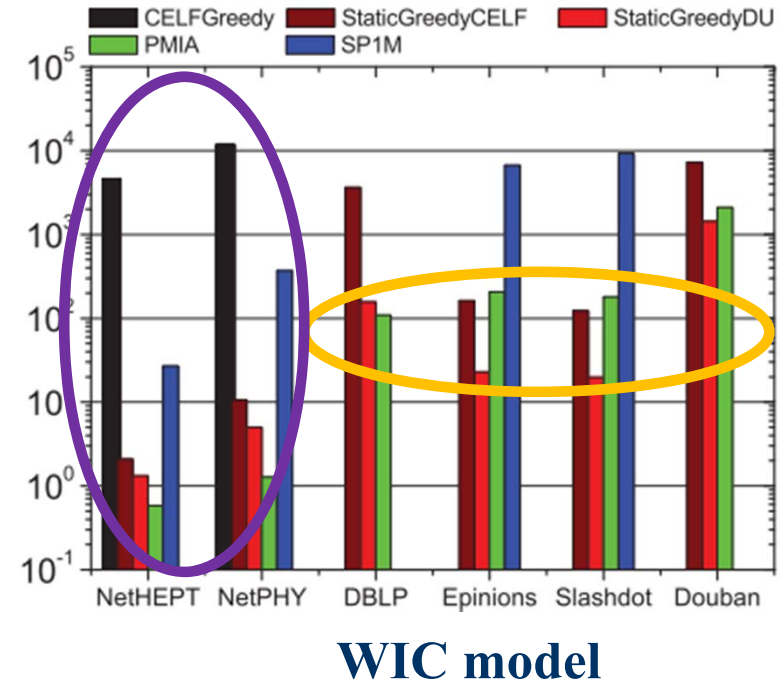 CELFGreedy StaticGreedyCELF StaticGreedyDU
PMIA SP1M
10^5
10^4
10^3
10^2
10
10^0
10^-1
NetHEPT NetPHY DBLP Epinions Slashdot Douban
WIC model